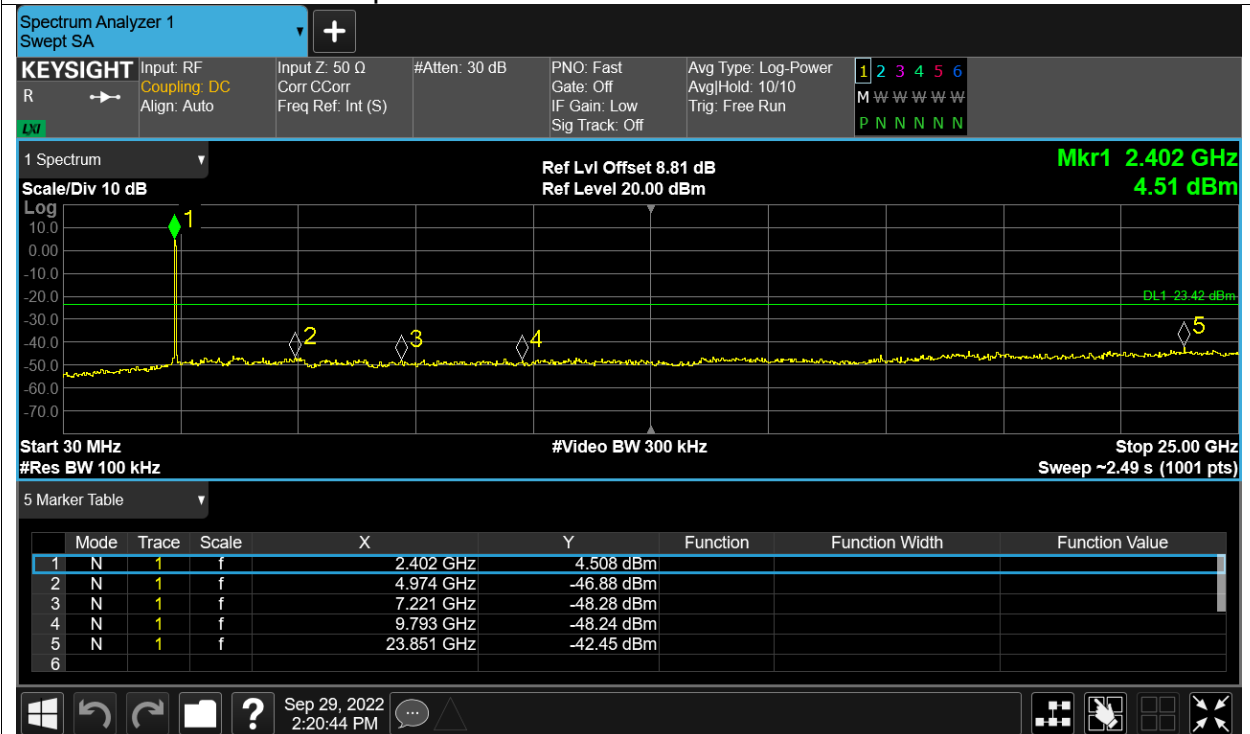 Spectrum Analyzer 1
Swept SA
+
KEYSIGHT Input: RF Input Z: 50 Ω #Atten: 30 dB PNO: Fast Avg Type: Log-Power 1 2 3 4 5 6
R Coupling: DC Corr CCorr Gate: Off Avg|Hold: 10/10 M W W W W W
Align: Auto Freq Ref: Int (S) IF Gain: Low Trig: Free Run
LXI Sig Track: Off P N N N N N
1 Spectrum Ref Lvl Offset 8.81 dB Mkr1 2.402 GHz
Scale/Div 10 dB Ref Level 20.00 dBm 4.51 dBm
Log
1
10.0
0.00
-10.0
-20.0 DL1 -23.42 dBm
-30.0
2 3 4 5
-40.0
-50.0
-60.0
-70.0
Start 30 MHz #Video BW 300 kHz Stop 25.00 GHz
#Res BW 100 kHz Sweep ~2.49 s (1001 pts)
5 Marker Table
Mode Trace Scale X Y Function Function Width Function Value
1 N 1 f 2.402 GHz 4.508 dBm
2 N 1 f 4.974 GHz -46.88 dBm
3 N 1 f 7.221 GHz -48.28 dBm
4 N 1 f 9.793 GHz -48.24 dBm
5 N 1 f 23.851 GHz -42.45 dBm
6
? Sep 29, 2022
2:20:44 PM